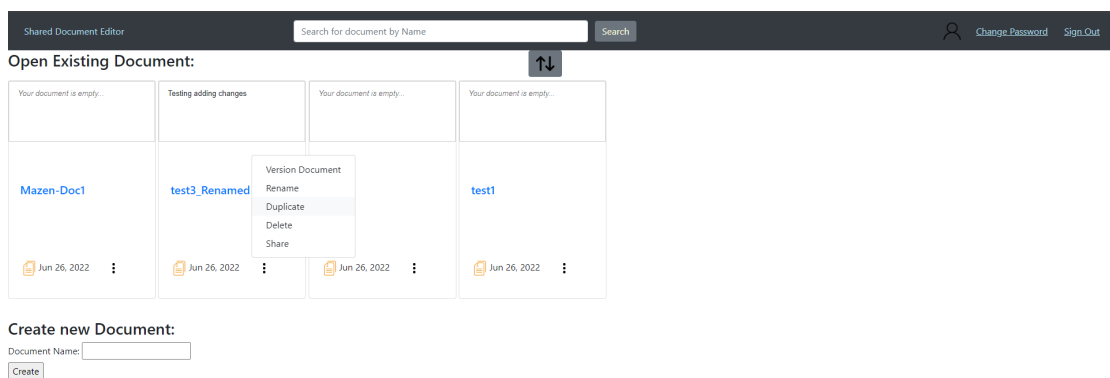 Shared Document Editor
Search for document by Name
Search
Change Password
Sign Out
Open Existing Document:
Your document is empty...
Testing adding changes
Your document is empty...
Your document is empty...
Mazen-Doc1
test3_Renamed
test1
Version Document
Rename
Duplicate
Delete
Share
Jun 26, 2022
Jun 26, 2022
Jun 26, 2022
Jun 26, 2022
Create new Document:
Document Name:
Create